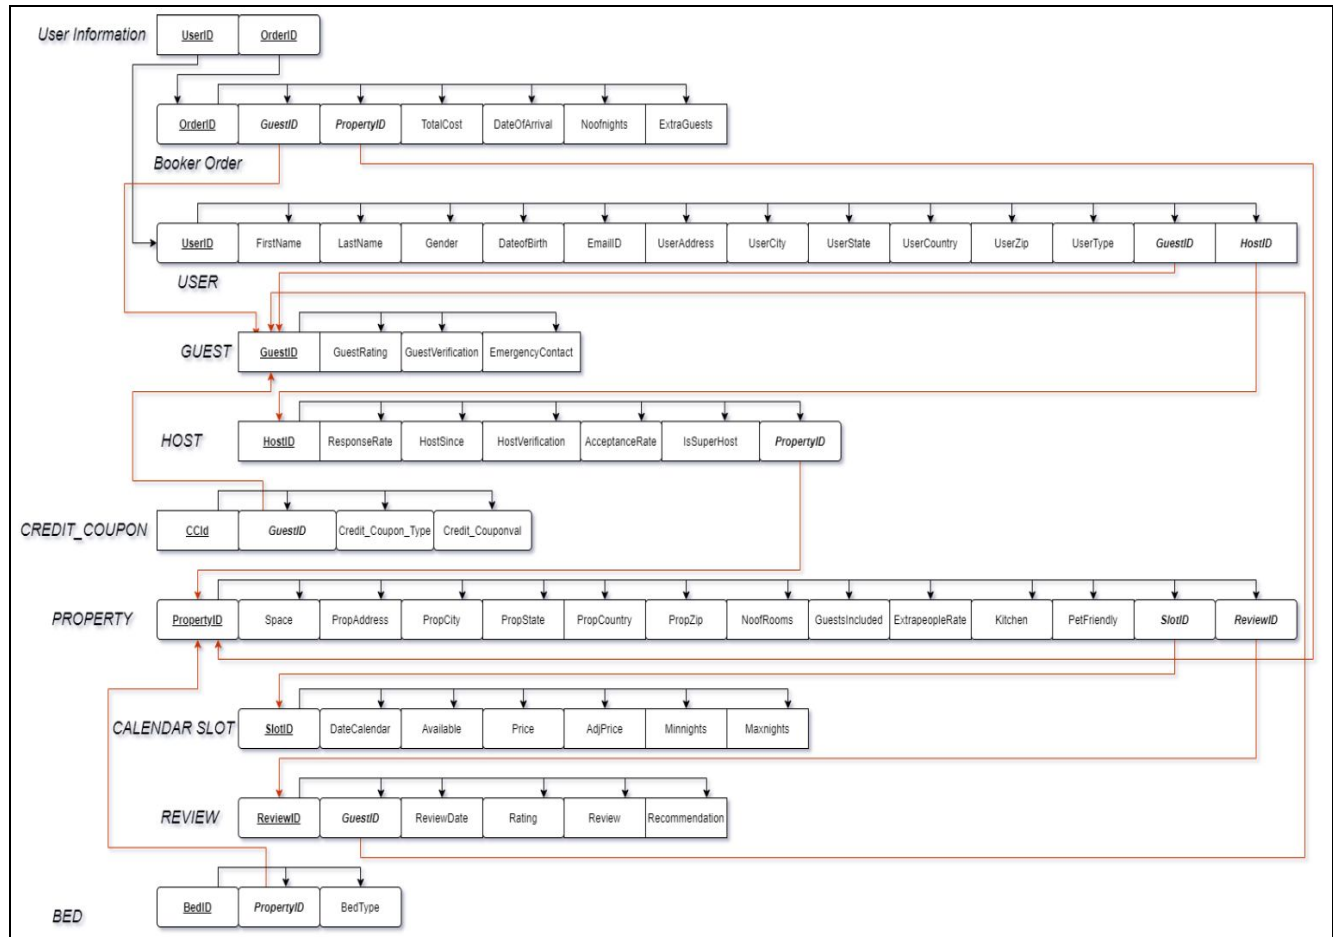 User Information UserID OrderID
OrderID GuestID PropertyID TotalCost DateOfArrival Noofnights ExtraGuests
Booker Order
UserID FirstName LastName Gender DateofBirth EmailID UserAddress UserCity UserState UserCountry UserZip UserType GuestID HostID
USER
GUEST GuestID GuestRating GuestVerification EmergencyContact
HOST HostID ResponseRate HostSince HostVerification AcceptanceRate IsSuperHost PropertyID
CREDIT_COUPON CCId GuestID Credit_Coupon_Type Credit_Couponval
PROPERTY PropertyID Space PropAddress PropCity PropState PropCountry PropZip NoofRooms GuestsIncluded ExtrapeopleRate Kitchen PetFriendly SlotID ReviewID
CALENDAR SLOT SlotID DateCalendar Available Price AdjPrice Minnights Maxnights
REVIEW ReviewID GuestID ReviewDate Rating Review Recommendation
BED BedID PropertyID BedType